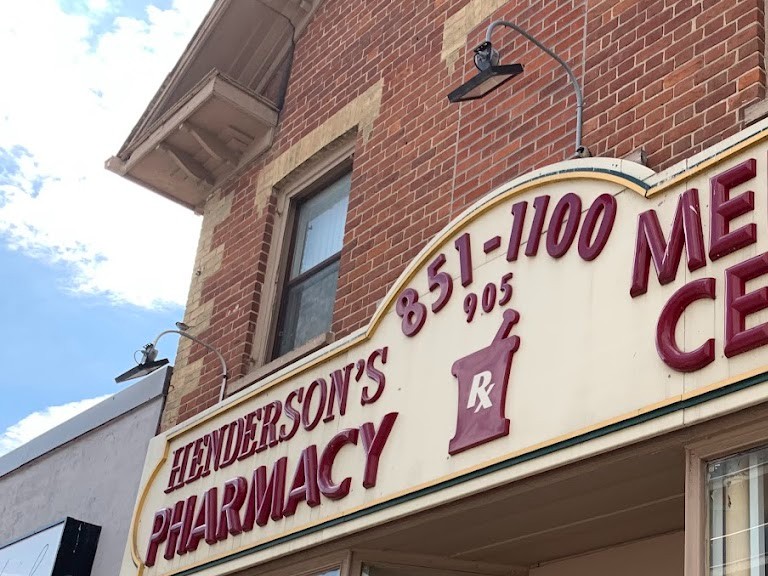 HENDERSON'S
PHARMACY
851-1100
905
Rx
ME
CE